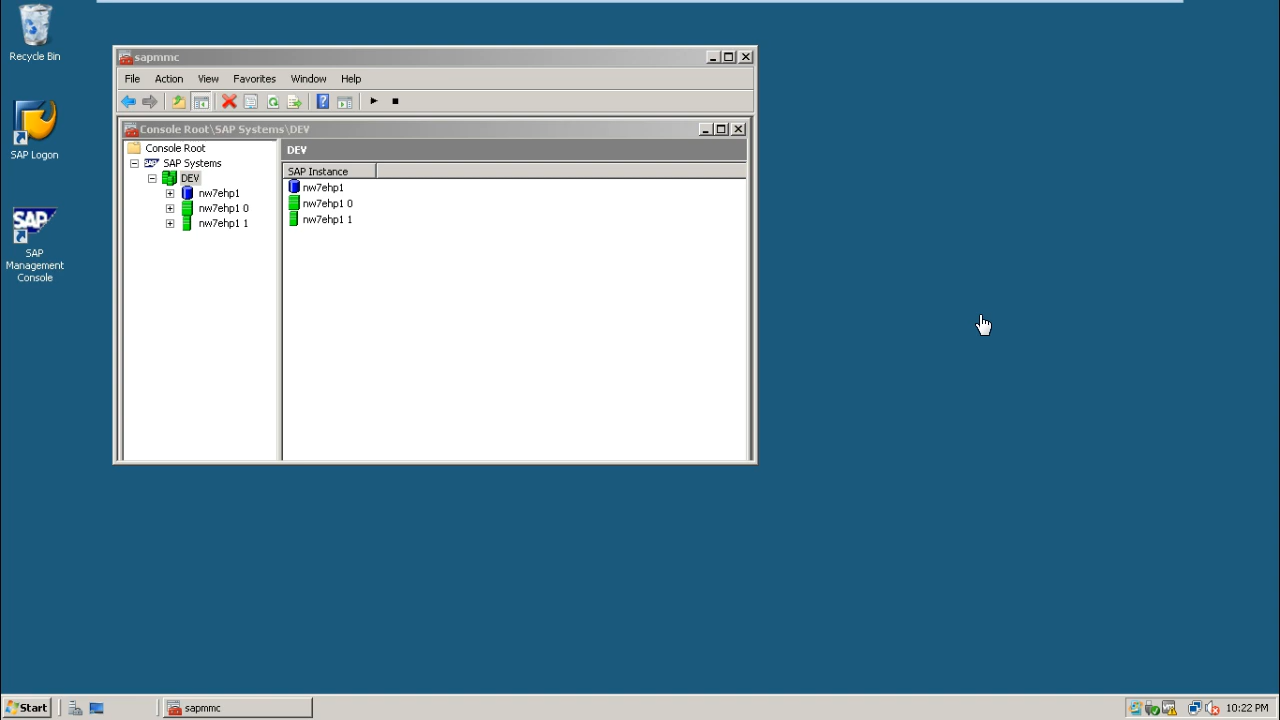 Recycle Bin
SAP Logon
SAP
SAP
Management
Console
sapmmc
File Action View Favorites Window Help
Console Root\SAP Systems\DEV
Console Root
SAP Systems
DEV
nw7ehp1
nw7ehp1 0
nw7ehp1 1
DEV
SAP Instance
nw7ehp1
nw7ehp1 0
nw7ehp1 1
Start
sapmmc
10:22 PM